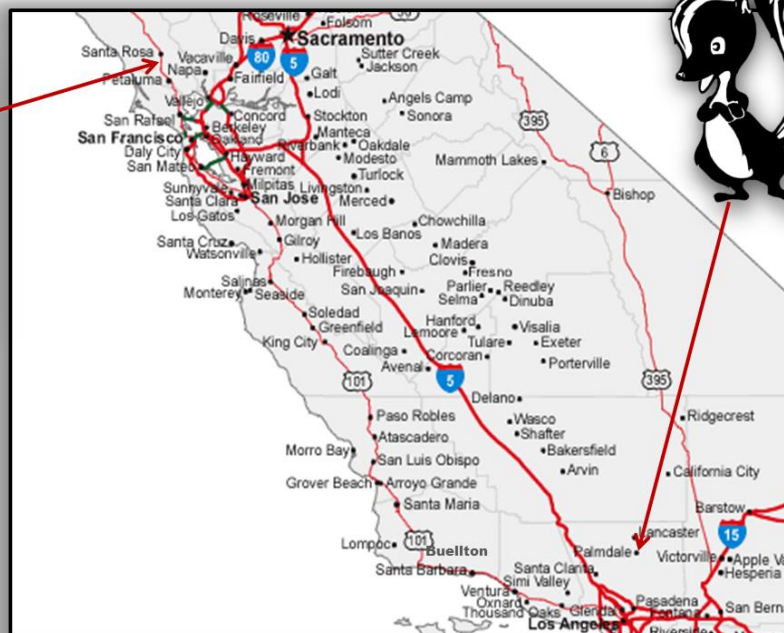 Roseville
50
Folsom
Davis
Sacramento
Santa Rosa
Vacaville
80
5
Sutter Creek
Napa
Jackson
Petaluma
Fairfield
Galt
Lodi
Vallejo
Angels Camp
San Rafael
Concord
Stockton
Sonora
395
Berkeley
San Francisco
Oakland
Manteca
Riverbank
Oakdale
Daly City
Hayward
Modesto
6
San Mateo
Fremont
Mammoth Lakes
Turlock
Sunnyvale
Milpitas
Livingston
Bishop
Santa Clara
San Jose
Merced
Los Gatos
Morgan Hill
Chowchilla
Los Banos
Santa Cruz
Gilroy
Madera
Watsonville
Hollister
Clovis
Firebaugh
Fresno
Salinas
San Joaquin
Parlier
Reedley
Monterey
Seaside
Selma
Dinuba
Soledad
Hanford
Visalia
Greenfield
Lemoore
King City
Tulare
Exeter
Coalinga
Corcoran
Porterville
Avenal
5
101
395
Delano
Paso Robles
Wasco
Ridgecrest
Shafter
Atascadero
Morro Bay
Bakersfield
San Luis Obispo
Arvin
California City
Grover Beach
Arroyo Grande
Santa Maria
Barstow
Lancaster
15
Lompoc
101
Buellton
Palmdale
Victorville
Apple Va
Santa Barbara
Santa Clarita
Hesperia
Simi Valley
Ventura
Oxnard
Pasadena
Thousand Oaks
Glendal
Fontana
San Berna
Los Angeles
Riverside